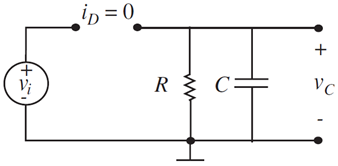 i_D = 0
+
v_i
-
R
C
+
v_C
-